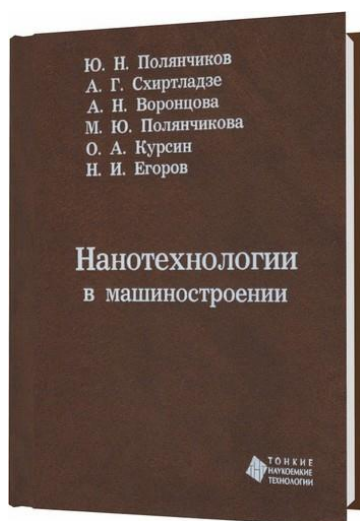 Ю. Н. Полянчиков
А. Г. Схиртладзе
А. Н. Воронцова
М. Ю. Полянчикова
О. А. Курсин
Н. И. Егоров
Нанотехнологии
в машиностроении
ТОНКИЕ
НАУКОЕМКИЕ
ТЕХНОЛОГИИ